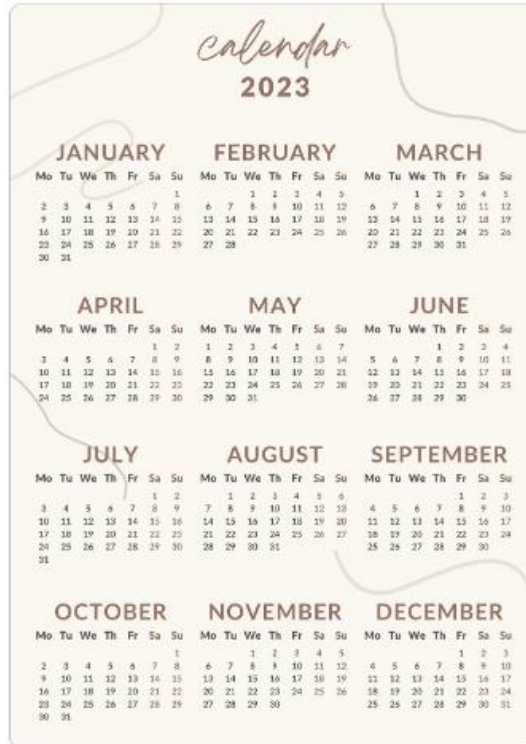 calendar
2023
JANUARY FEBRUARY MARCH
Mo Tu We Th Fr Sa Su Mo Tu We Th Fr Sa Su Mo Tu We Th Fr Sa Su
1 1 2 3 4 5 1 2 3 4 5
2 3 4 5 6 7 8 6 7 8 9 10 11 12 6 7 8 9 10 11 12
9 10 11 12 13 14 15 13 14 15 16 17 18 19 13 14 15 16 17 18 19
16 17 18 19 20 21 22 20 21 22 23 24 25 26 20 21 22 23 24 25 26
23 24 25 26 27 28 29 27 28 27 28 29 30 31
30 31
APRIL MAY JUNE
Mo Tu We Th Fr Sa Su Mo Tu We Th Fr Sa Su Mo Tu We Th Fr Sa Su
1 2 1 2 3 4 5 6 7 1 2 3 4
3 4 5 6 7 8 9 8 9 10 11 12 13 14 5 6 7 8 9 10 11
10 11 12 13 14 15 16 15 16 17 18 19 20 21 12 13 14 15 16 17 18
17 18 19 20 21 22 23 22 23 24 25 26 27 28 19 20 21 22 23 24 25
24 25 26 27 28 29 30 29 30 31 26 27 28 29 30
JULY AUGUST SEPTEMBER
Mo Tu We Th Fr Sa Su Mo Tu We Th Fr Sa Su Mo Tu We Th Fr Sa Su
1 2 1 2 3 4 5 6 1 2 3
3 4 5 6 7 8 9 7 8 9 10 11 12 13 4 5 6 7 8 9 10
10 11 12 13 14 15 16 14 15 16 17 18 19 20 11 12 13 14 15 16 17
17 18 19 20 21 22 23 21 22 23 24 25 26 27 18 19 20 21 22 23 24
24 25 26 27 28 29 30 28 29 30 31 25 26 27 28 29 30
31
OCTOBER NOVEMBER DECEMBER
Mo Tu We Th Fr Sa Su Mo Tu We Th Fr Sa Su Mo Tu We Th Fr Sa Su
1 1 2 3 4 5 1 2 3
2 3 4 5 6 7 8 6 7 8 9 10 11 12 4 5 6 7 8 9 10
9 10 11 12 13 14 15 13 14 15 16 17 18 19 11 12 13 14 15 16 17
16 17 18 19 20 21 22 20 21 22 23 24 25 26 18 19 20 21 22 23 24
23 24 25 26 27 28 29 27 28 29 30 25 26 27 28 29 30 31
30 31